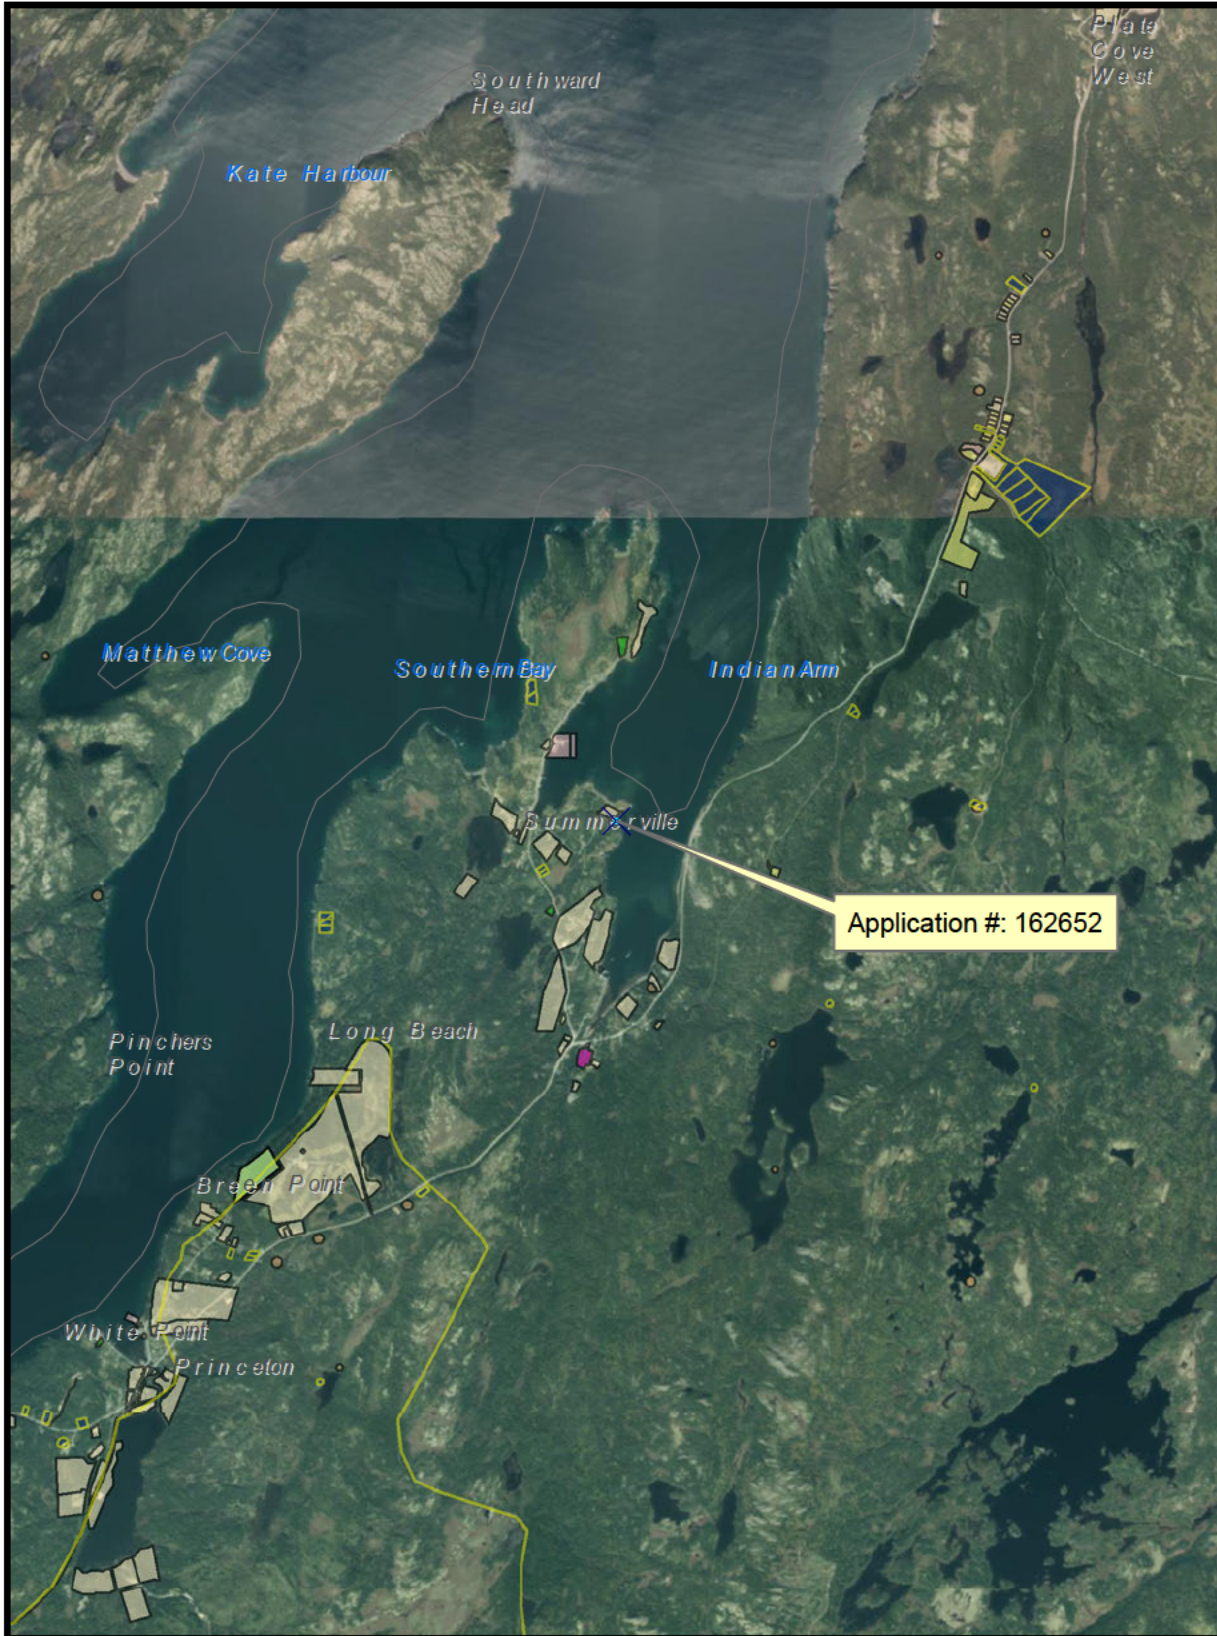 Plate
Cove
West
Southward
Head
Kate Harbour
Matthew Cove
Southern Bay
Indian Arm
Summerville
Application #: 162652
Long Beach
Pinchers
Point
Breen Point
White Point
Princeton